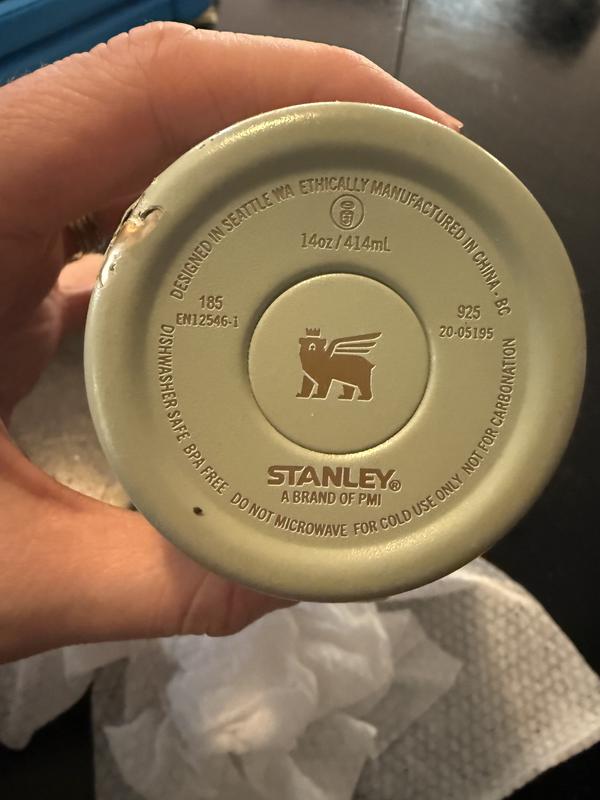 DESIGNED IN SEATTLE WA ETHICALLY MANUFACTURED IN CHINA - BC
14oz/414mL
185
EN12546-1
925
20-05195
STANLEY®
A BRAND OF PMI
DISHWASHER SAFE BPA FREE DO NOT MICROWAVE FOR COLD USE ONLY NOT FOR CARBONATION